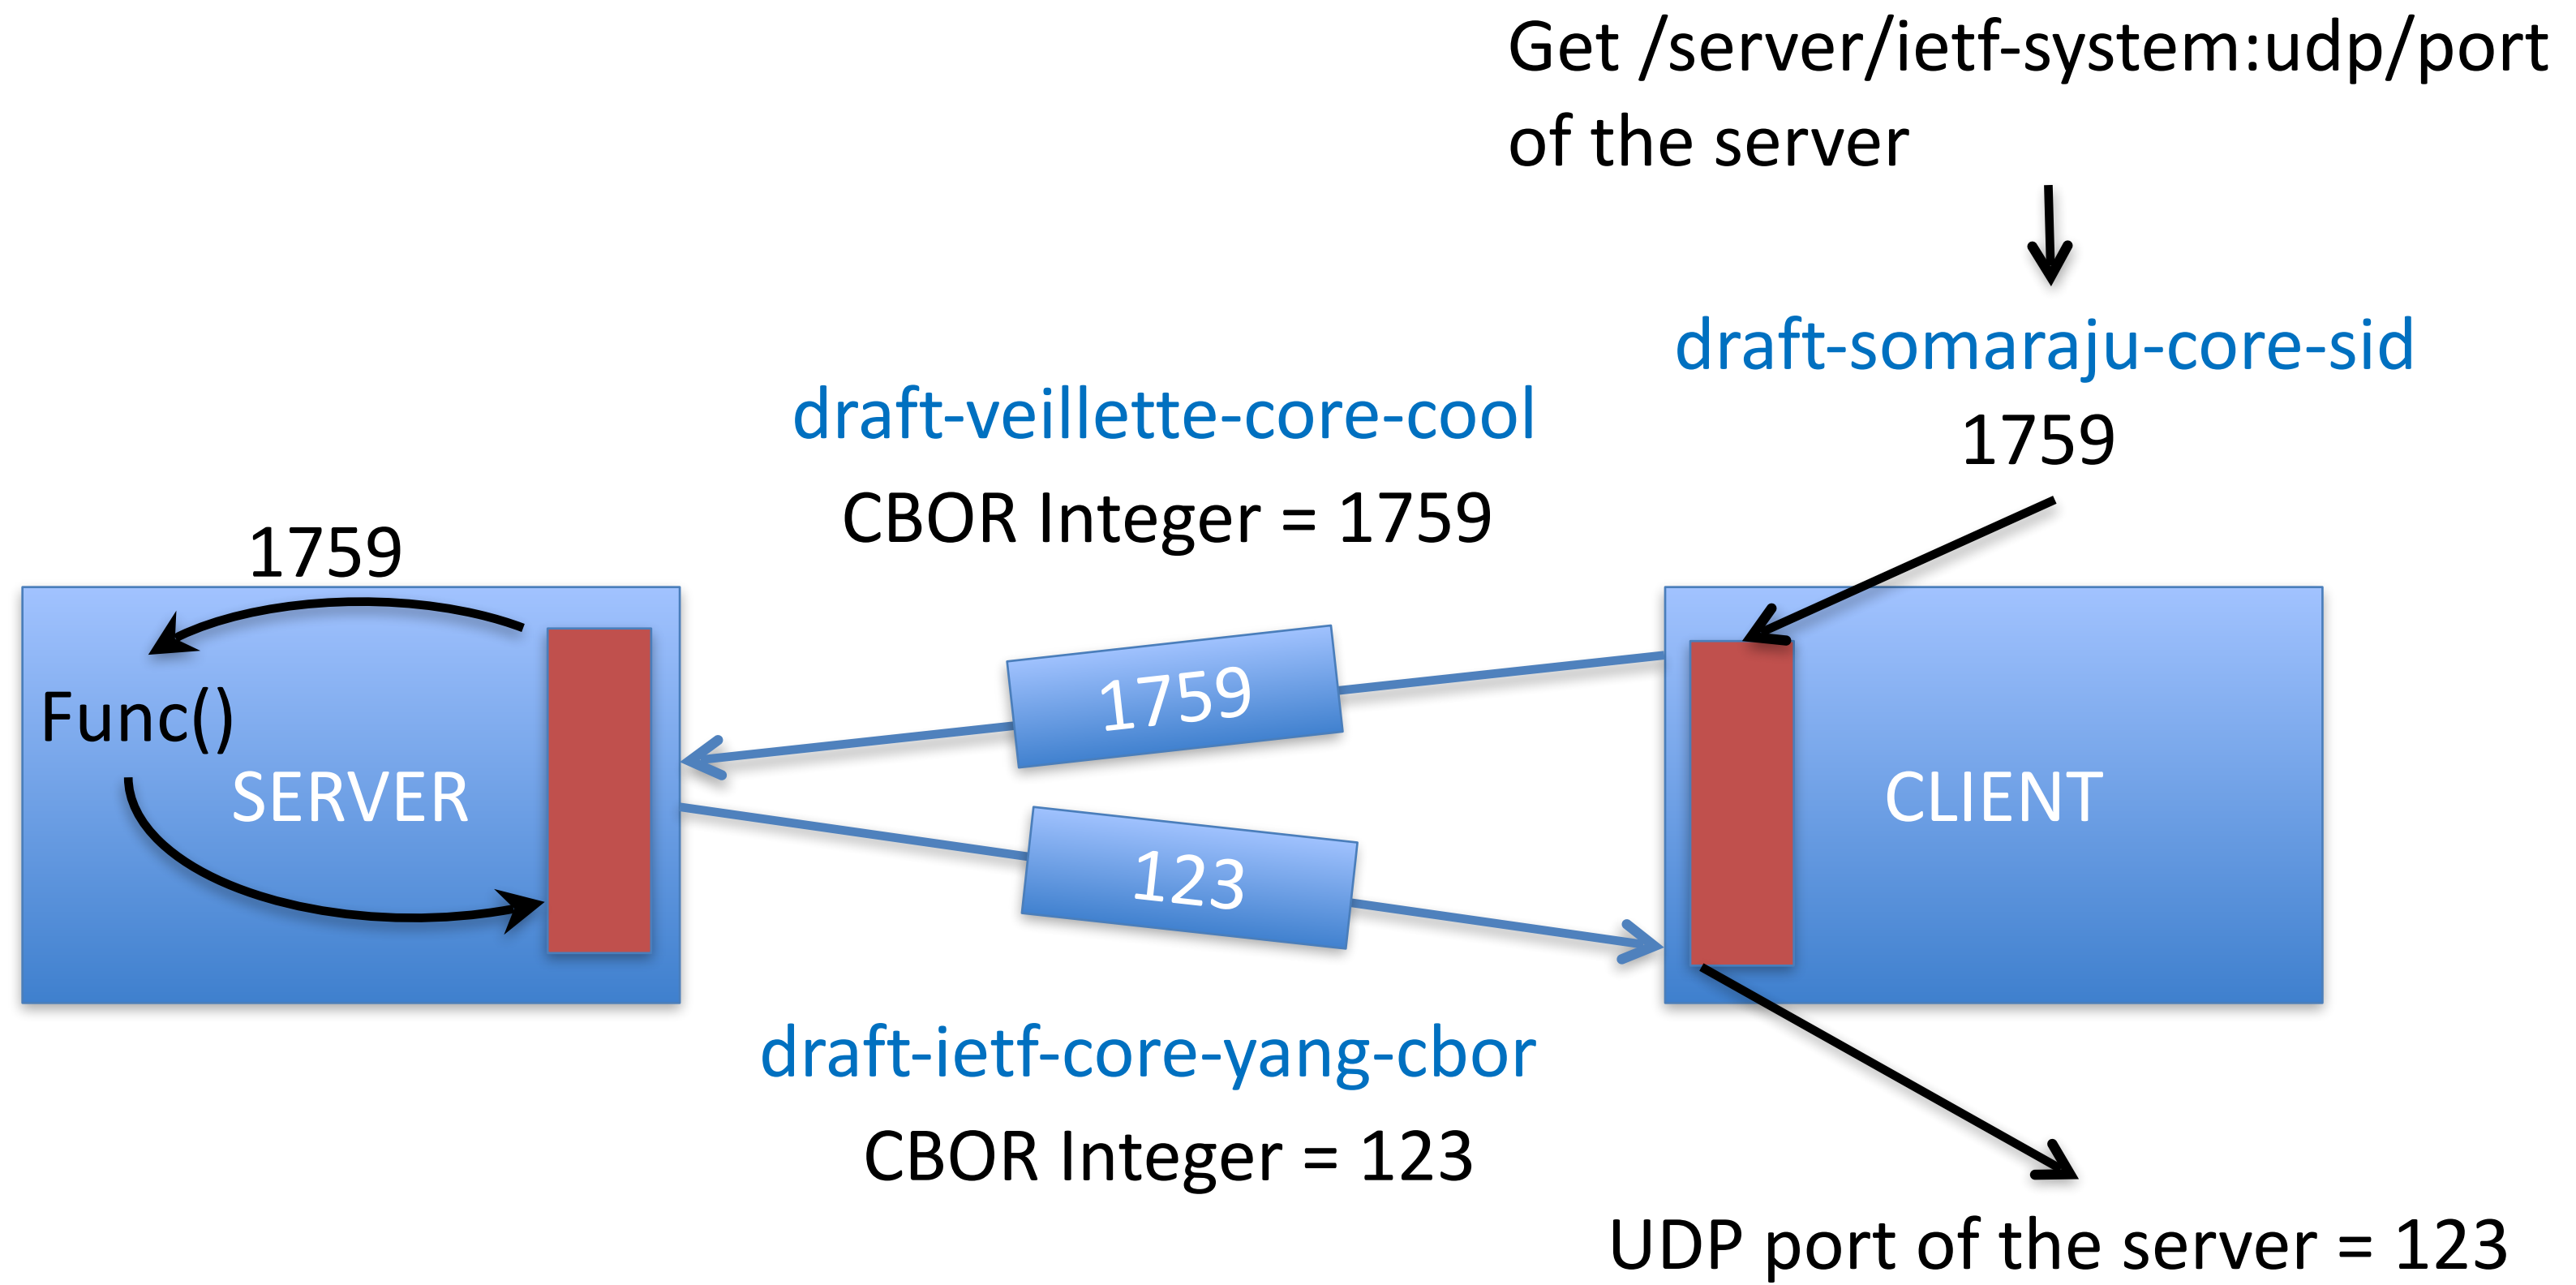 Get /server/ietf-system:udp/port
of the server
draft-somaraju-core-sid
1759
draft-veillette-core-cool
CBOR Integer = 1759
1759
Func()
SERVER
1759
123
CLIENT
draft-ietf-core-yang-cbor
CBOR Integer = 123
UDP port of the server = 123